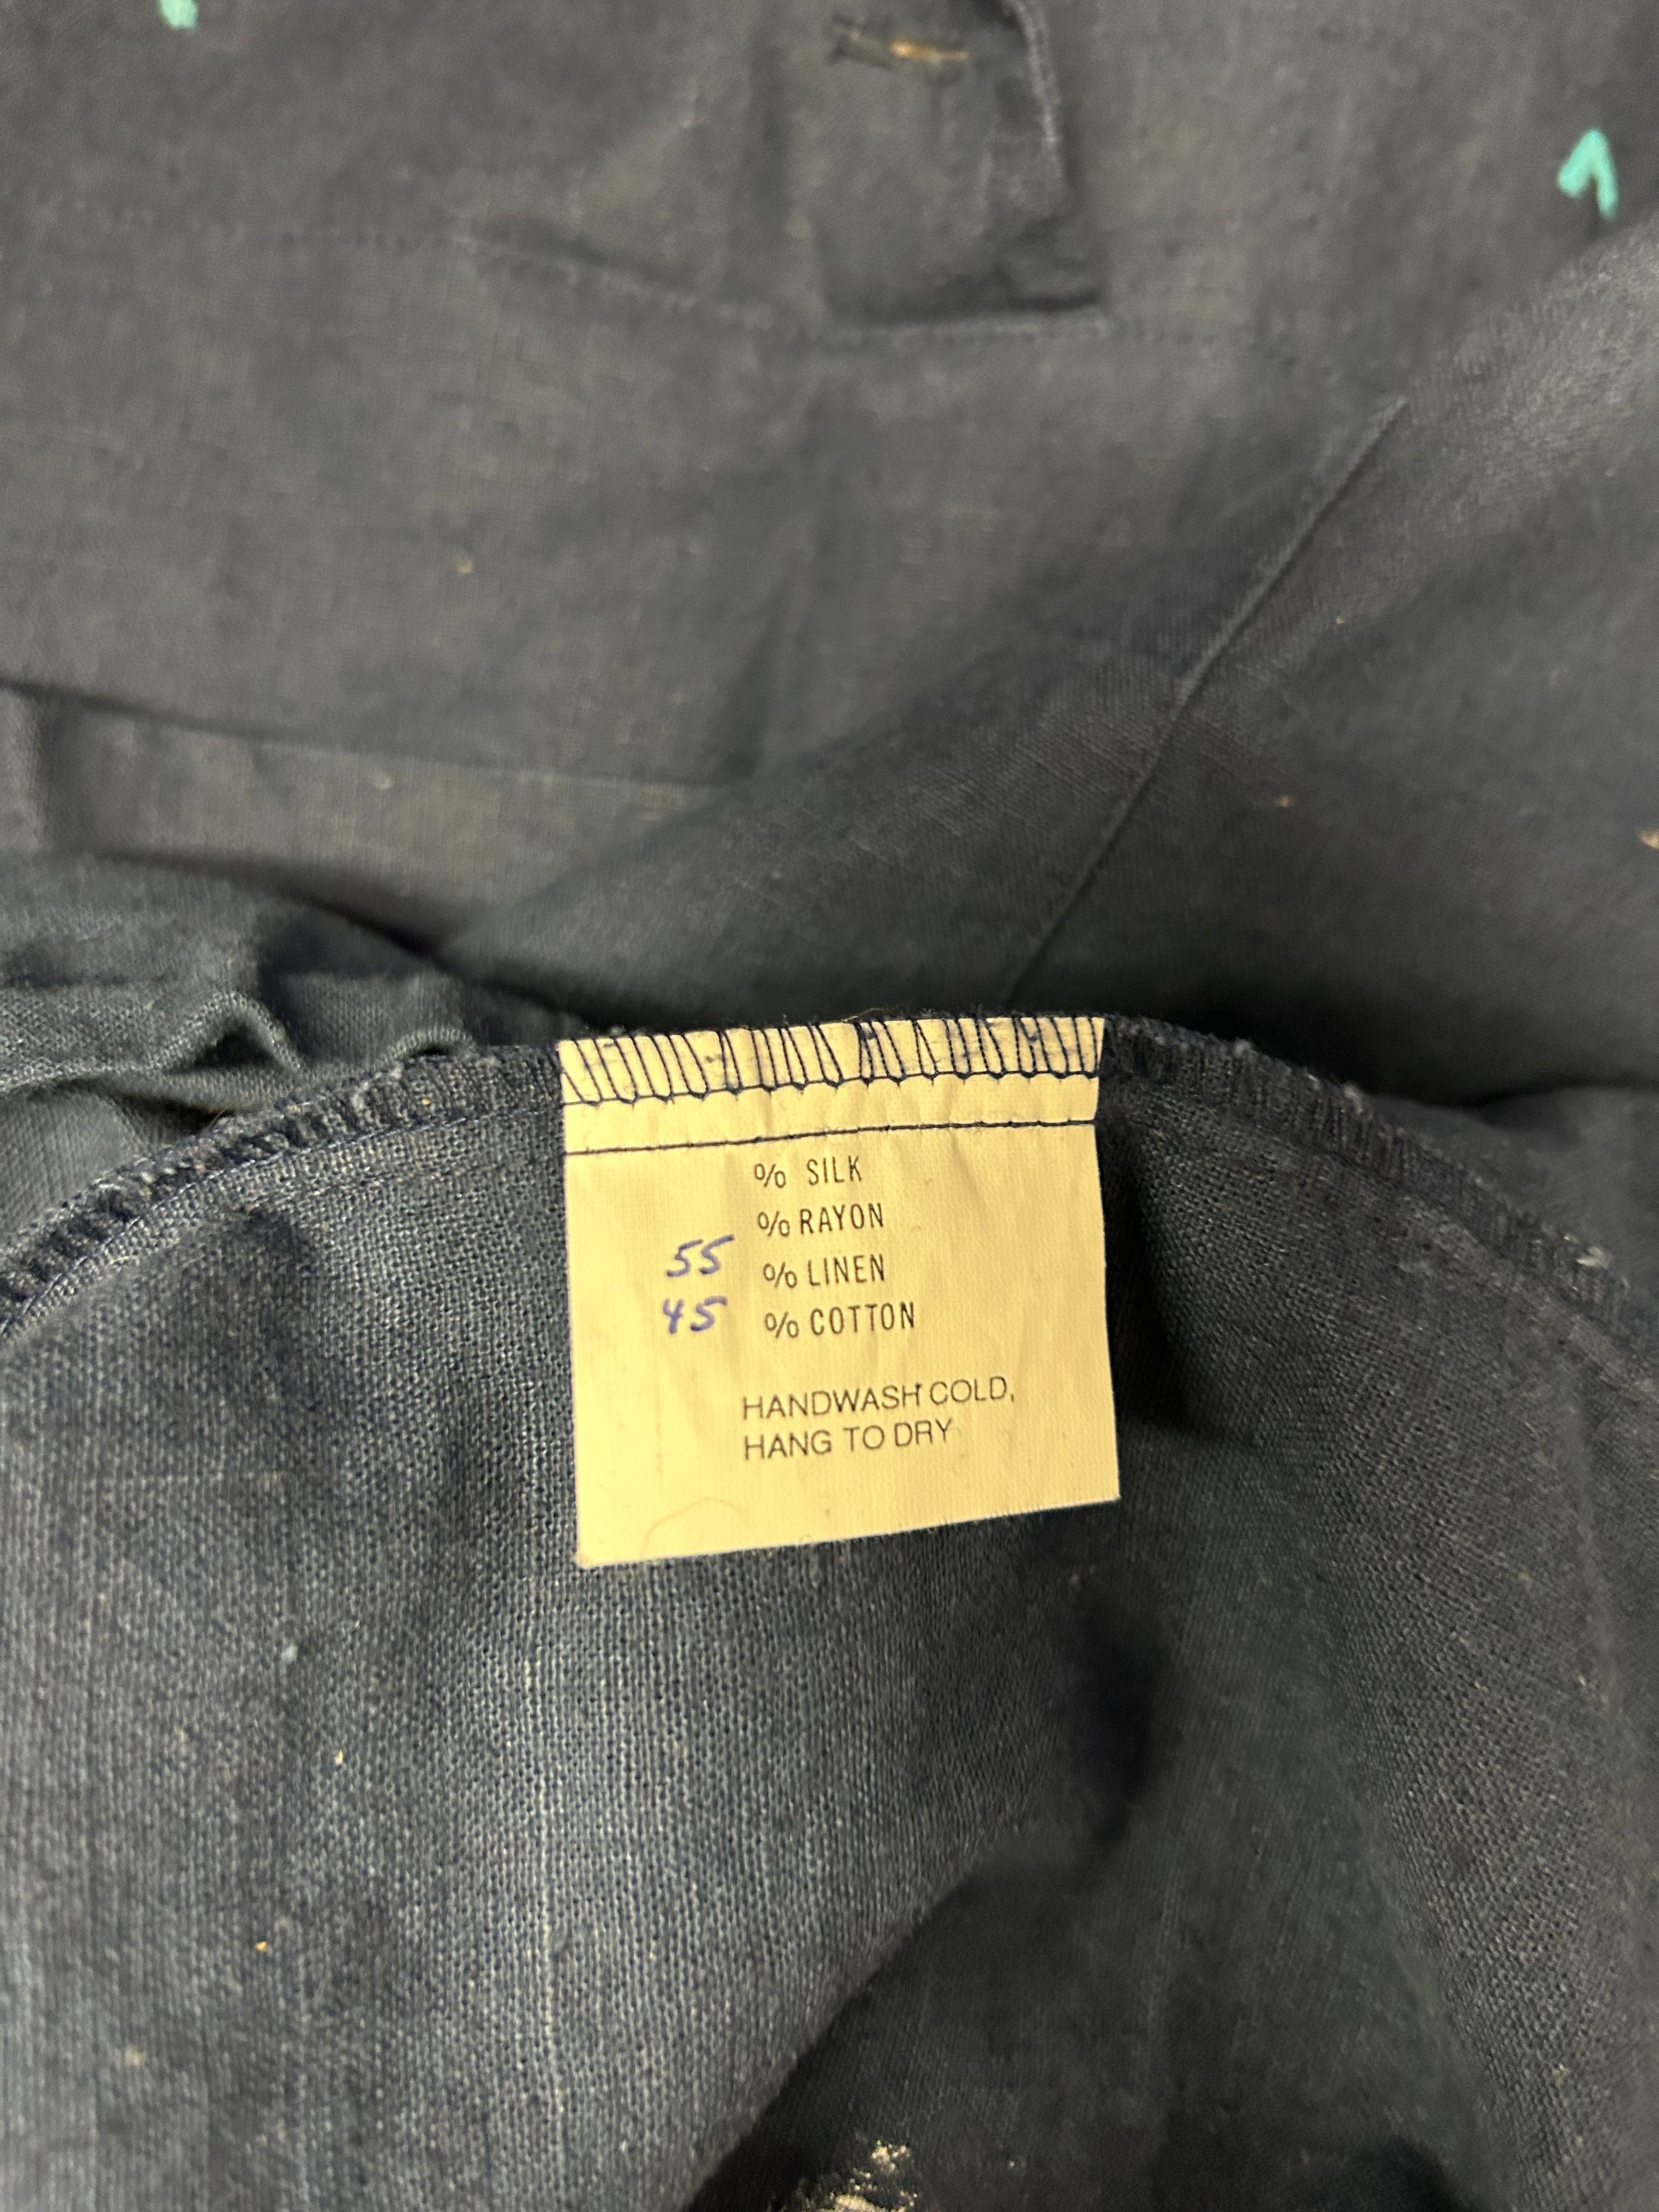 % SILK
% RAYON
55 % LINEN
45 % COTTON
HANDWASH COLD,
HANG TO DRY